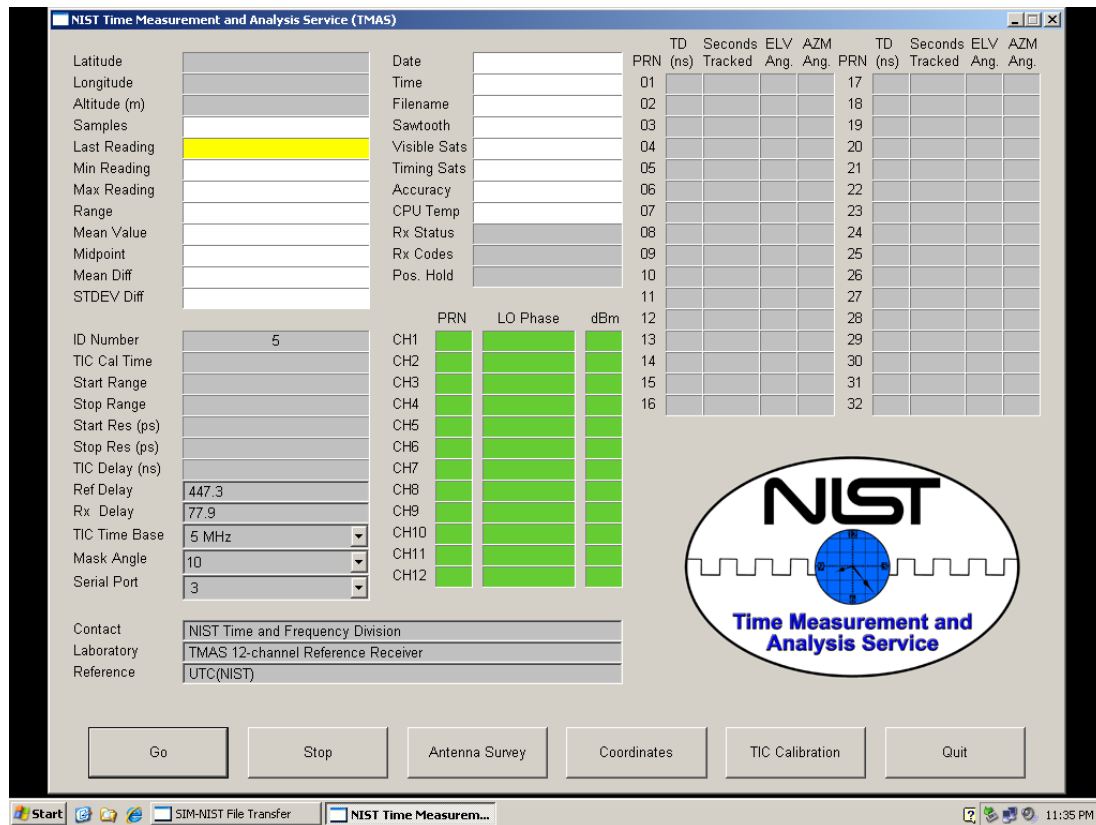 NIST Time Measurement and Analysis Service (TMAS)
Latitude
Longitude
Altitude (m)
Samples
Last Reading
Min Reading
Max Reading
Range
Mean Value
Midpoint
Mean Diff
STDEV Diff
Date
Time
Filename
Sawtooth
Visible Sats
Timing Sats
Accuracy
CPU Temp
Rx Status
Rx Codes
Pos. Hold
TD Seconds ELV AZM TD Seconds ELV AZM
PRN (ns) Tracked Ang. Ang. PRN (ns) Tracked Ang. Ang.
01 17
02 18
03 19
04 20
05 21
06 22
07 23
08 24
09 25
10 26
11 27
12 28
13 29
14 30
15 31
16 32
ID Number 5
TIC Cal Time
Start Range
Stop Range
Start Res (ps)
Stop Res (ps)
TIC Delay (ns)
Ref Delay 447.3
Rx Delay 77.9
TIC Time Base 5 MHz
Mask Angle 10
Serial Port 3
PRN LO Phase dBm
CH1
CH2
CH3
CH4
CH5
CH6
CH7
CH8
CH9
CH10
CH11
CH12
NIST
Time Measurement and
Analysis Service
Contact NIST Time and Frequency Division
Laboratory TMAS 12-channel Reference Receiver
Reference UTC(NIST)
Go Stop Antenna Survey Coordinates TIC Calibration Quit
Start SIM-NIST File Transfer NIST Time Measurem... 11:35 PM